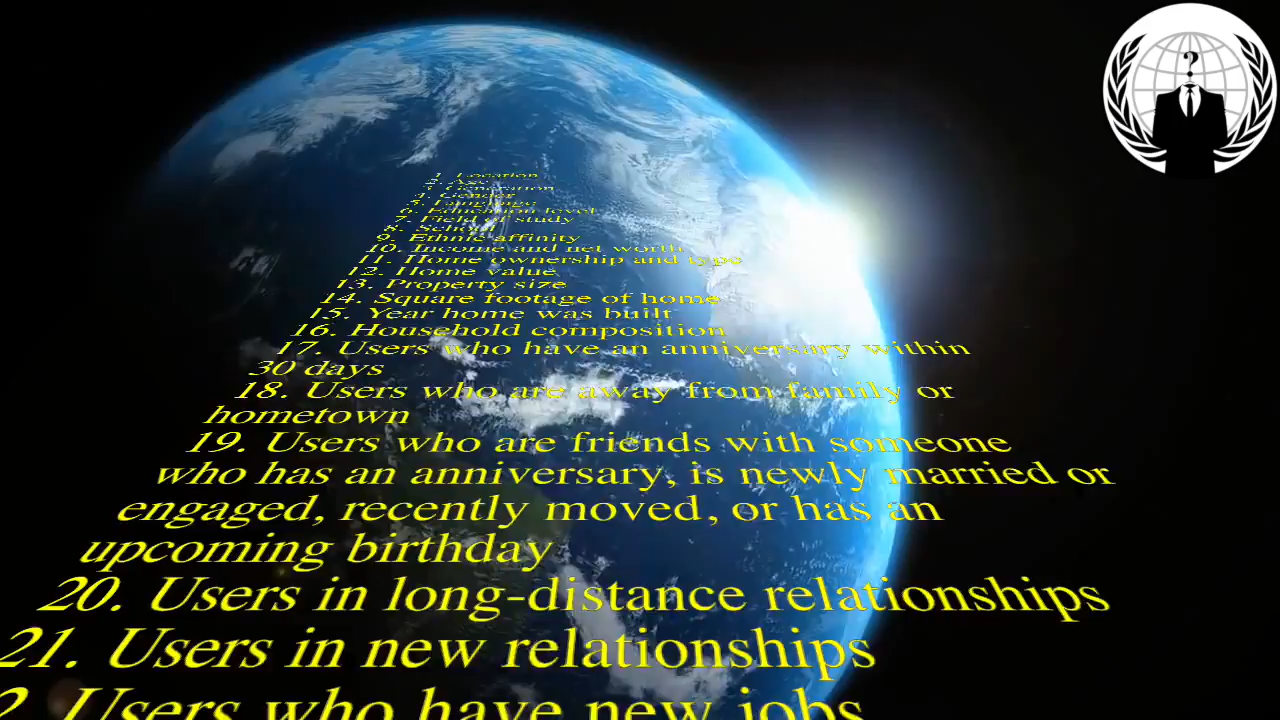 1. Location
2. Age
3. Generation
4. Gender
5. Language
6. Education level
7. Field of study
8. School
9. Ethnic affinity
10. Income and net worth
11. Home ownership and type
12. Home value
13. Property size
14. Square footage of home
15. Year home was built
16. Household composition
17. Users who have an anniversary within
30 days
18. Users who are away from family or
hometown
19. Users who are friends with someone
who has an anniversary, is newly married or
engaged, recently moved, or has an
upcoming birthday
20. Users in long-distance relationships
21. Users in new relationships
2. Users who have new jobs
?